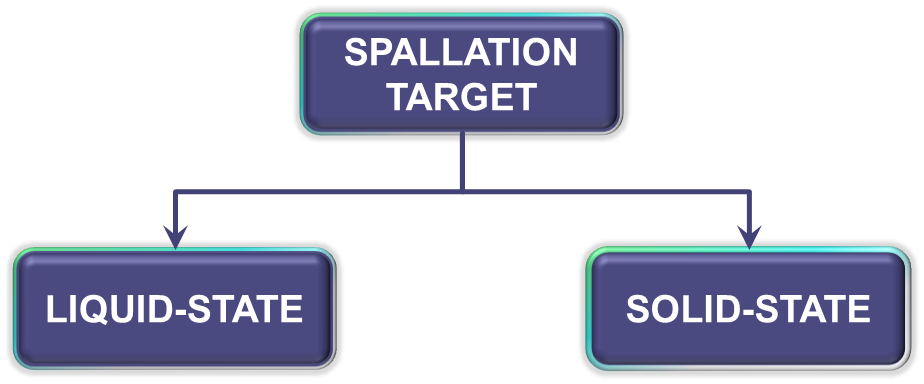 SPALLATION
TARGET
LIQUID-STATE
SOLID-STATE